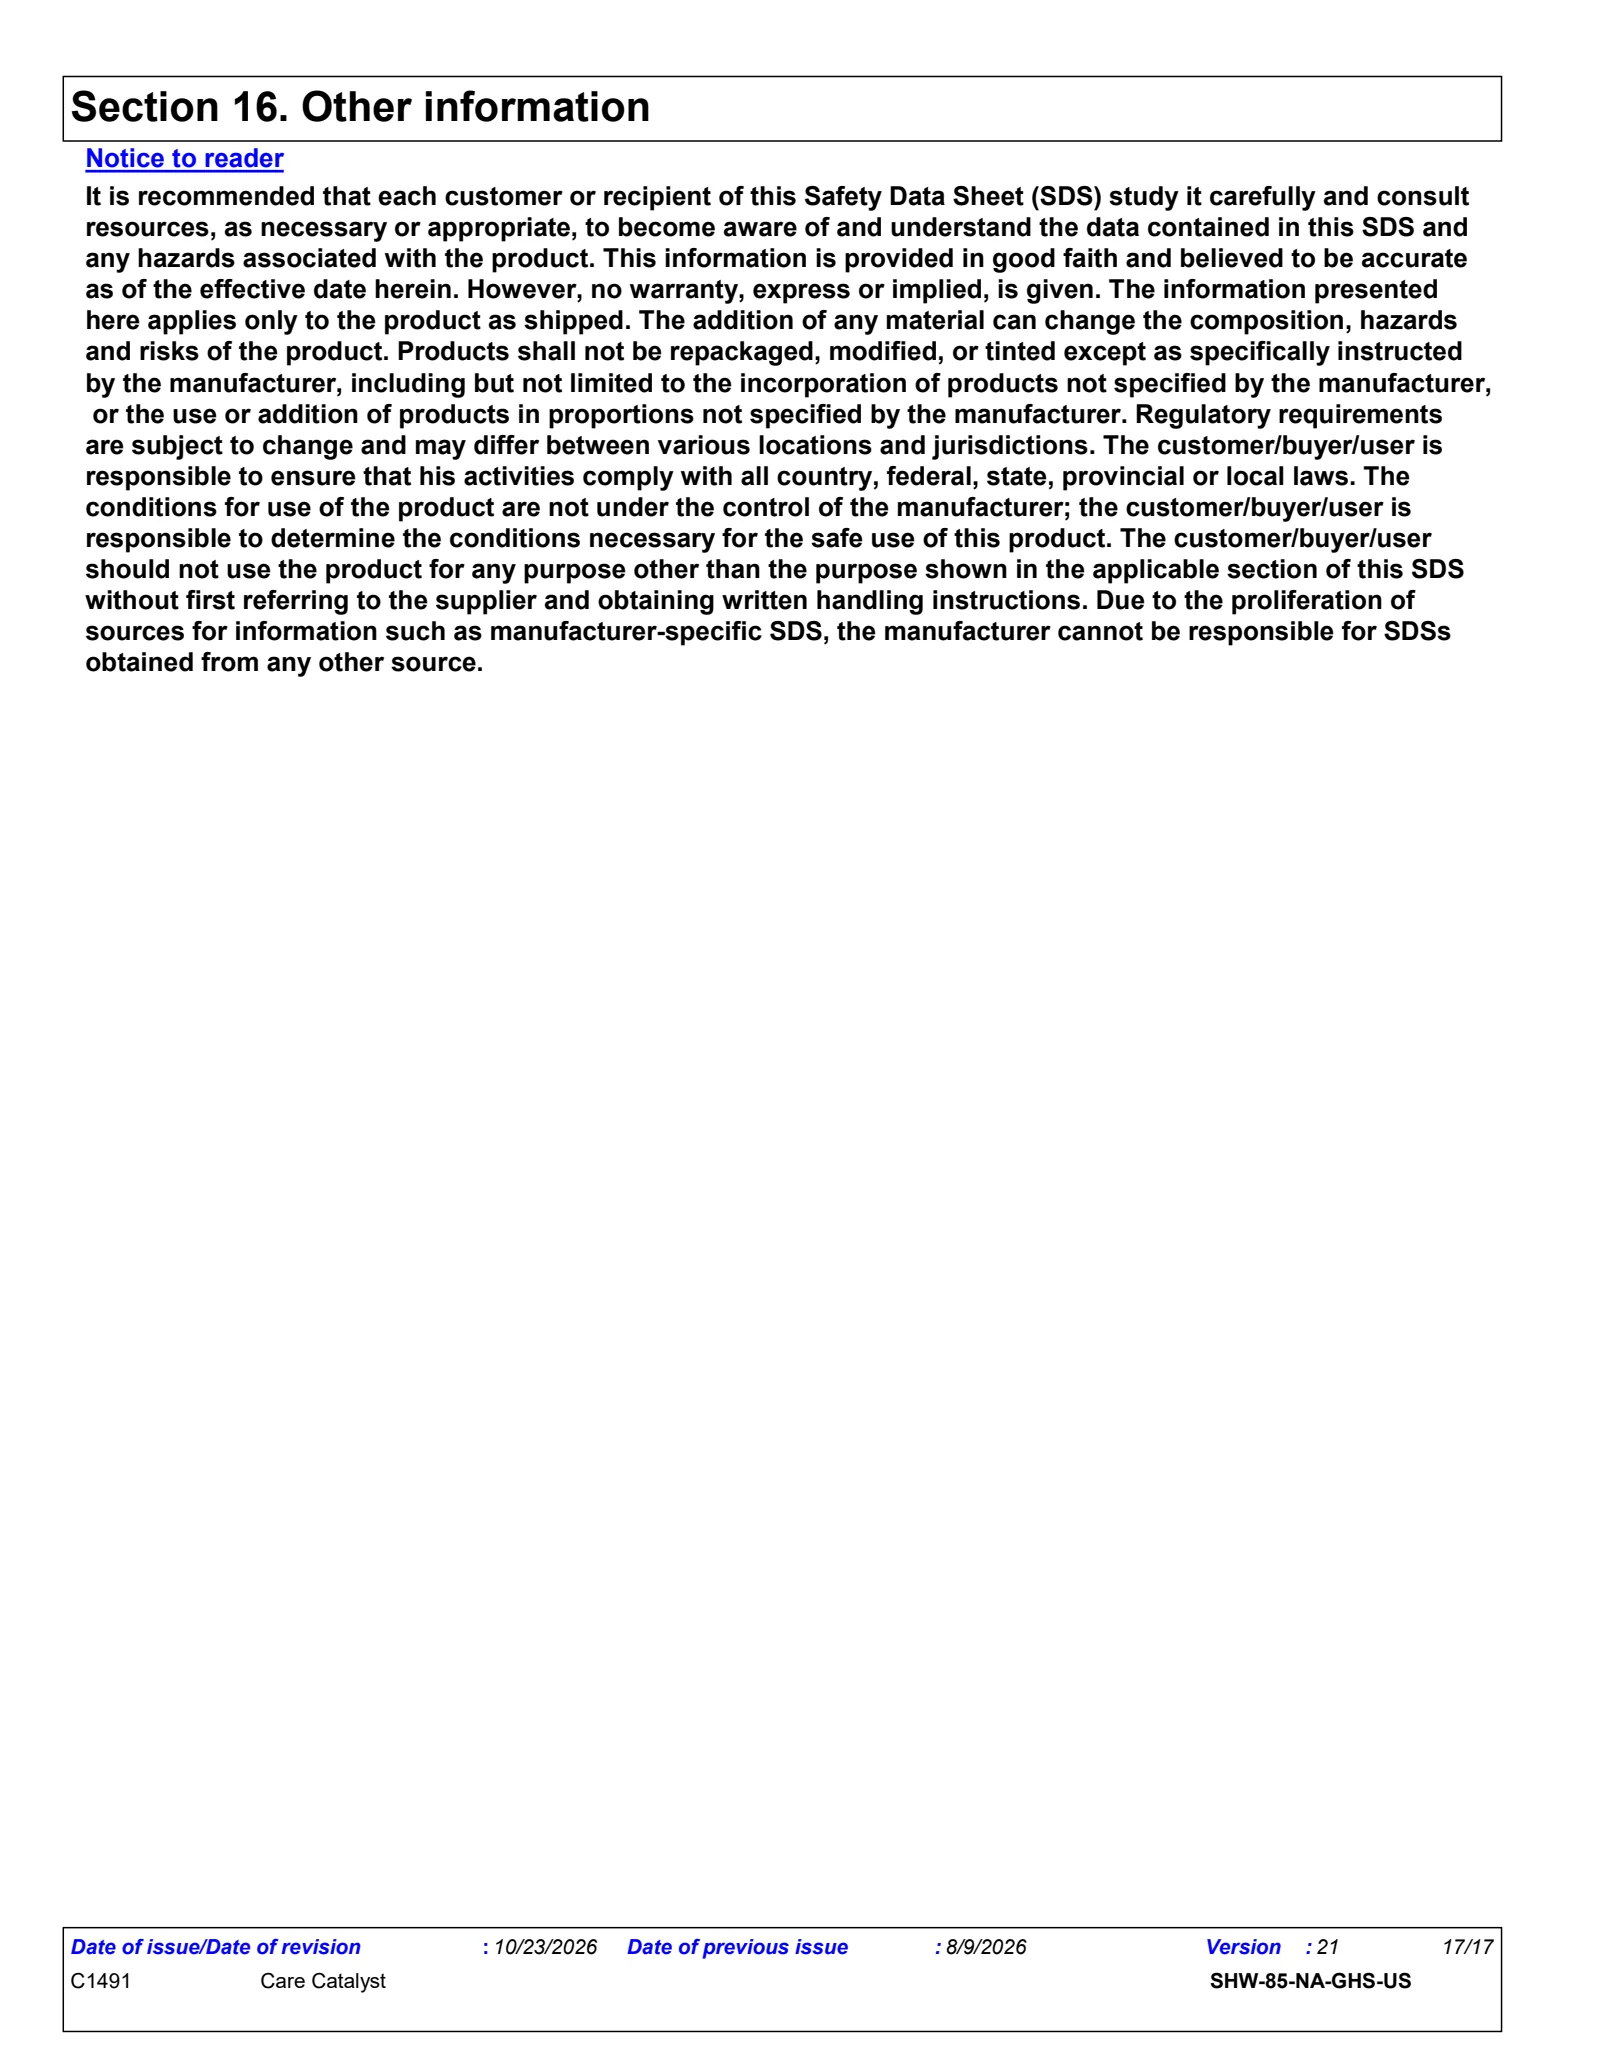 Section 16. Other information
Notice to reader
It is recommended that each customer or recipient of this Safety Data Sheet (SDS) study it carefully and consult
resources, as necessary or appropriate, to become aware of and understand the data contained in this SDS and
any hazards associated with the product. This information is provided in good faith and believed to be accurate
as of the effective date herein. However, no warranty, express or implied, is given. The information presented
here applies only to the product as shipped. The addition of any material can change the composition, hazards
and risks of the product. Products shall not be repackaged, modified, or tinted except as specifically instructed
by the manufacturer, including but not limited to the incorporation of products not specified by the manufacturer,
or the use or addition of products in proportions not specified by the manufacturer. Regulatory requirements
are subject to change and may differ between various locations and jurisdictions. The customer/buyer/user is
responsible to ensure that his activities comply with all country, federal, state, provincial or local laws. The
conditions for use of the product are not under the control of the manufacturer; the customer/buyer/user is
responsible to determine the conditions necessary for the safe use of this product. The customer/buyer/user
should not use the product for any purpose other than the purpose shown in the applicable section of this SDS
without first referring to the supplier and obtaining written handling instructions. Due to the proliferation of
sources for information such as manufacturer-specific SDS, the manufacturer cannot be responsible for SDSs
obtained from any other source.
Date of issue/Date of revision : 10/23/2026 Date of previous issue : 8/9/2026 Version : 21 17/17
C1491 Care Catalyst SHW-85-NA-GHS-US